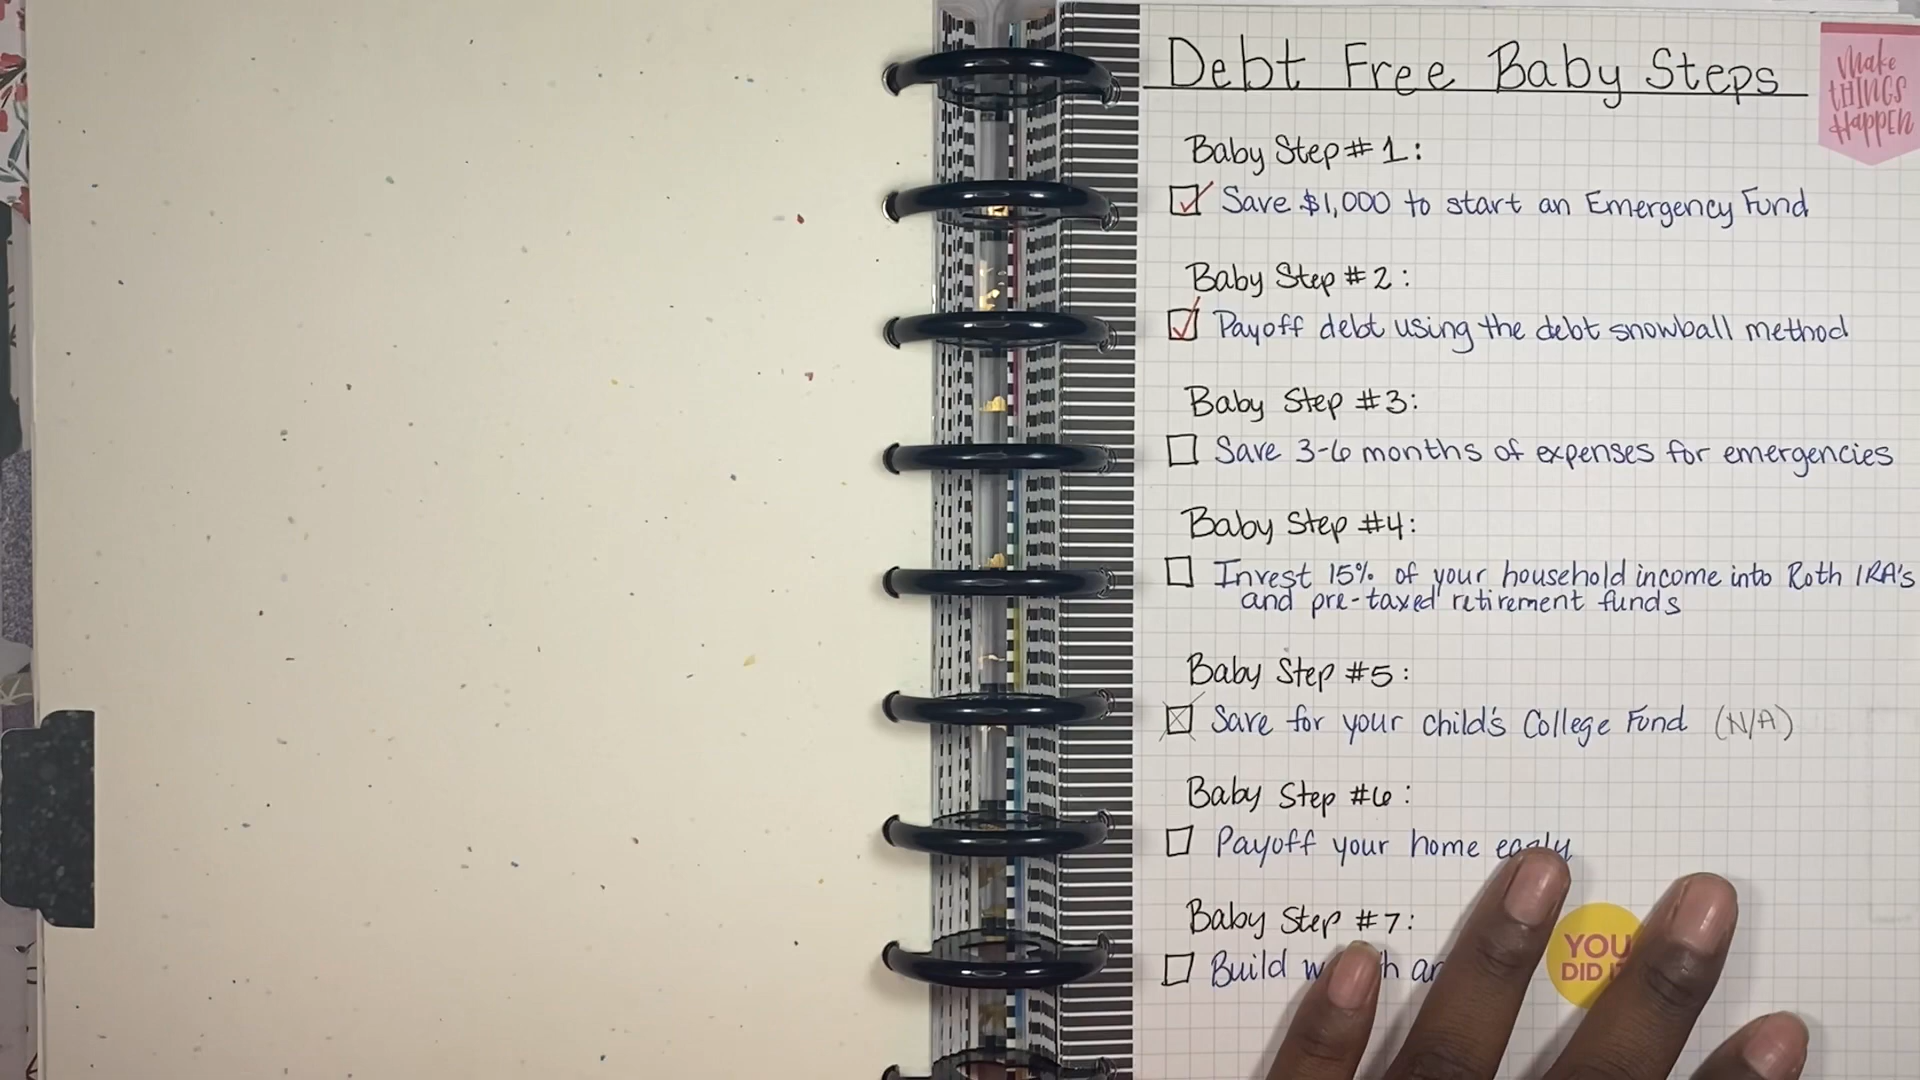 Debt Free Baby Steps
Make
THINGS
HAPPEN
Baby Step #1:
Save $1,000 to start an Emergency Fund
Baby Step #2:
Payoff debt using the debt snowball method
Baby Step #3:
Save 3-6 months of expenses for emergencies
Baby Step #4:
Invest 15% of your household income into Roth IRA's
and pre-taxed retirement funds
Baby Step #5:
Save for your child's College Fund (N/A)
Baby Step #6:
Payoff your home early
Baby Step #7:
Build
YOU
DID